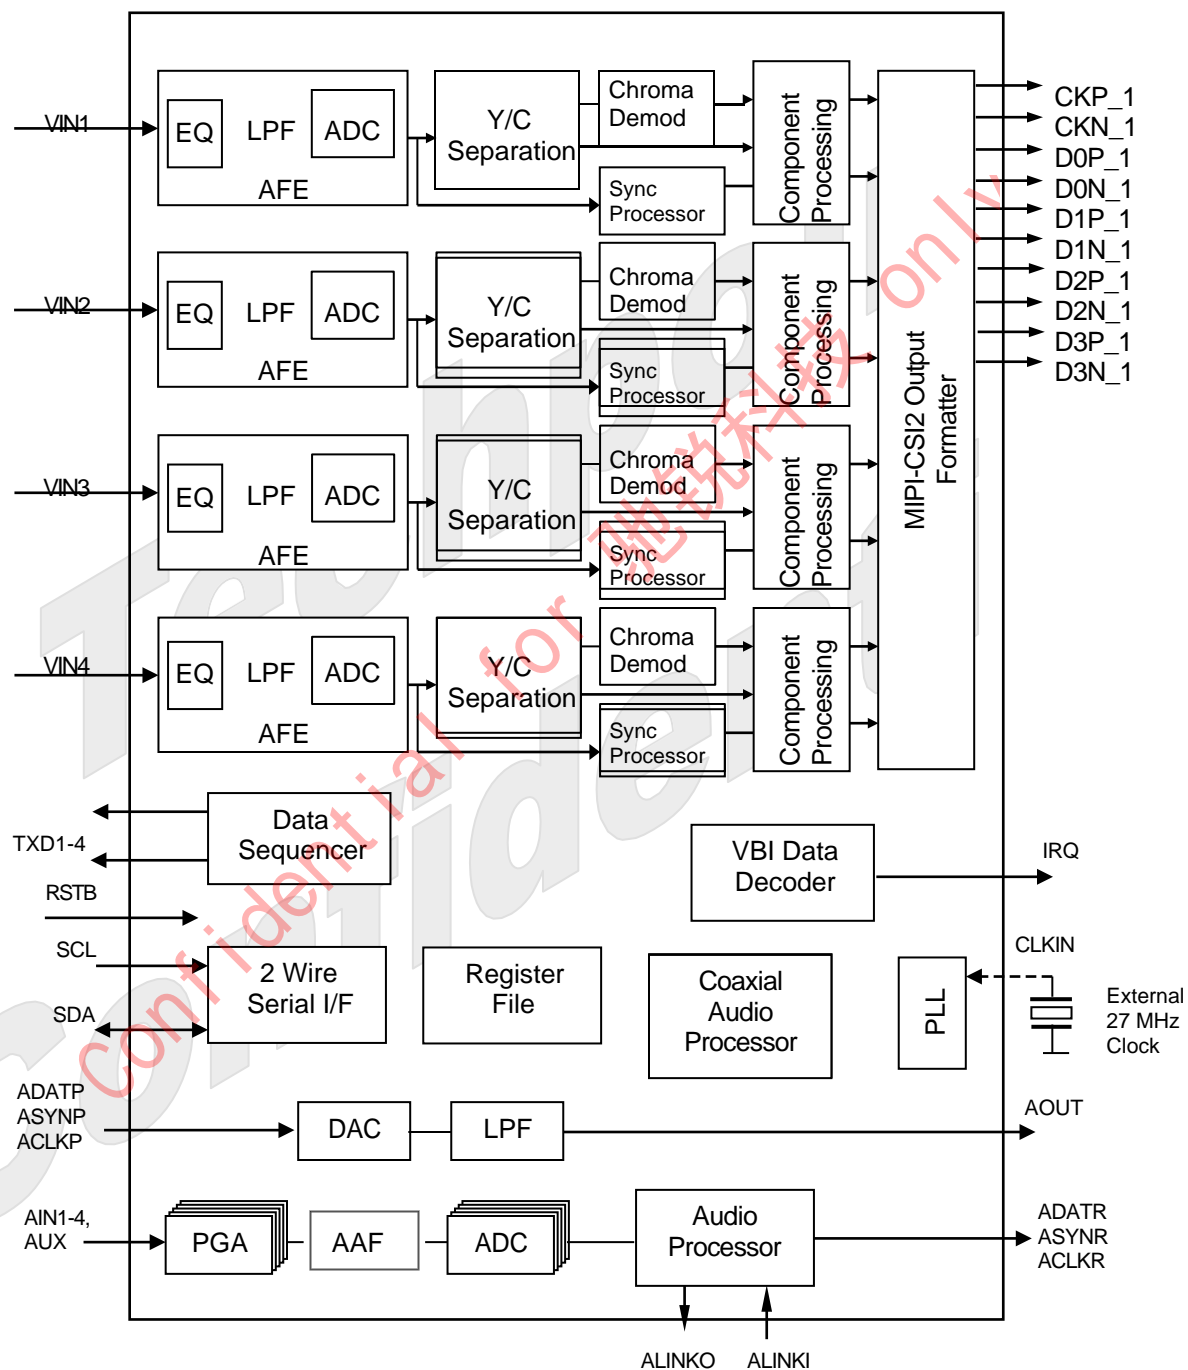 VIN1
EQ
LPF
ADC
AFE
Y/C
Separation
Chroma
Demod
Sync
Processor
Component
Processing
VIN2
EQ
LPF
ADC
AFE
Y/C
Separation
Chroma
Demod
Sync
Processor
Component
Processing
VIN3
EQ
LPF
ADC
AFE
Y/C
Separation
Chroma
Demod
Sync
Processor
Component
Processing
VIN4
EQ
LPF
ADC
AFE
Y/C
Separation
Chroma
Demod
Sync
Processor
Component
Processing
MIPI-CSI2 Output
Formatter
CKP_1
CKN_1
D0P_1
D0N_1
D1P_1
D1N_1
D2P_1
D2N_1
D3P_1
D3N_1
TXD1-4
Data
Sequencer
VBI Data
Decoder
IRQ
RSTB
SCL
SDA
2 Wire
Serial I/F
Register
File
Coaxial
Audio
Processor
PLL
CLKIN
External
27 MHz
Clock
ADATP
ASYNP
ACLKP
DAC
LPF
AOUT
AIN1-4,
AUX
PGA
AAF
ADC
Audio
Processor
ADATR
ASYNR
ACLKR
ALINKO
ALINKI
Confidential for 驰锐科技 only